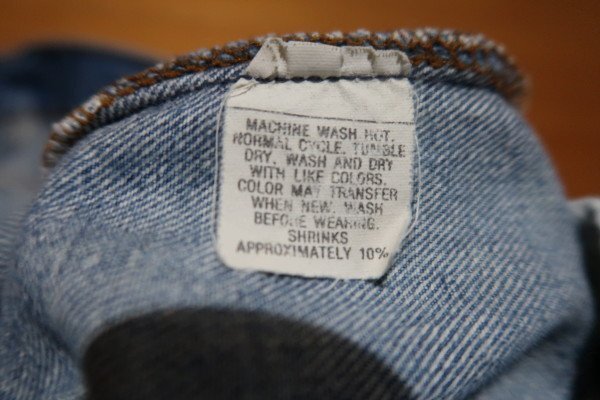 MACHINE WASH HOT.
NORMAL CYCLE. TUMBLE
DRY. WASH AND DRY
WITH LIKE COLORS.
COLOR MAY TRANSFER
WHEN NEW. WASH
BEFORE WEARING.
SHRINKS
APPROXIMATELY 10%